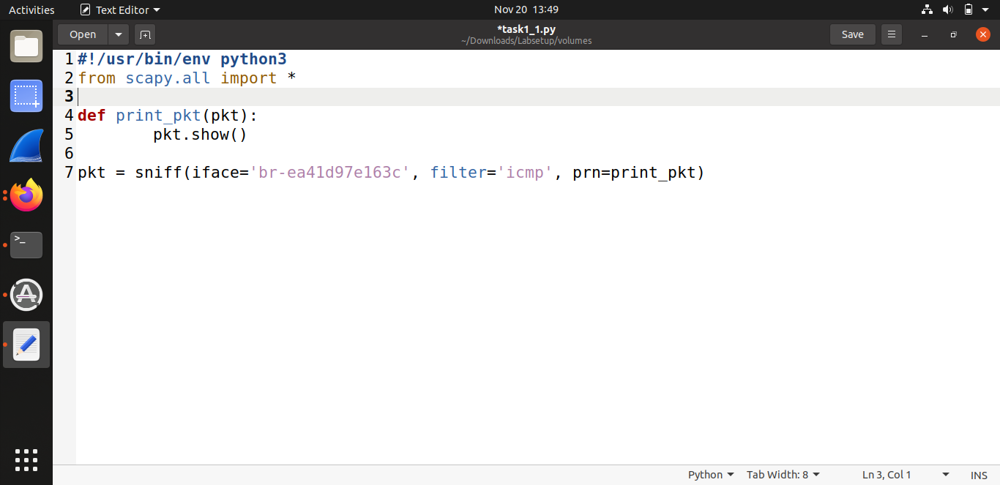 Activities Text Editor Nov 20 13:49
Open *task1_1.py Save
~/Downloads/Labsetup/volumes
1 #!/usr/bin/env python3
2 from scapy.all import *
3
4 def print_pkt(pkt):
5         pkt.show()
6
7 pkt = sniff(iface='br-ea41d97e163c', filter='icmp', prn=print_pkt)
Python Tab Width: 8 Ln 3, Col 1 INS